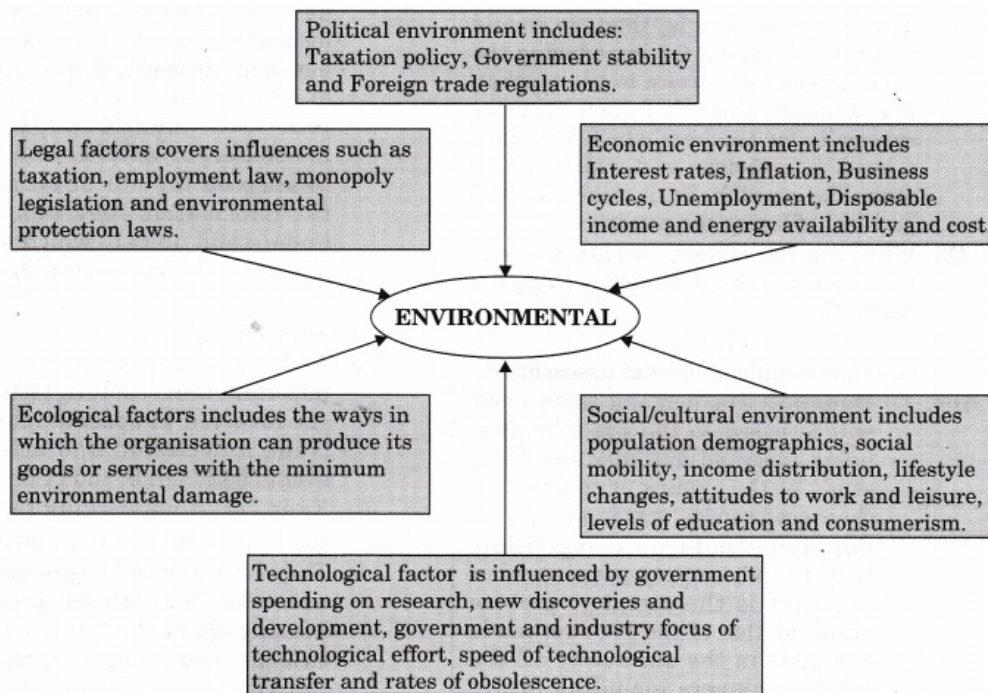 Political environment includes:
Taxation policy, Government stability
and Foreign trade regulations.
Legal factors covers influences such as
taxation, employment law, monopoly
legislation and environmental
protection laws.
Economic environment includes
Interest rates, Inflation, Business
cycles, Unemployment, Disposable
income and energy availability and cost
ENVIRONMENTAL
Ecological factors includes the ways in
which the organisation can produce its
goods or services with the minimum
environmental damage.
Social/cultural environment includes
population demographics, social
mobility, income distribution, lifestyle
changes, attitudes to work and leisure,
levels of education and consumerism.
Technological factor is influenced by government
spending on research, new discoveries and
development, government and industry focus of
technological effort, speed of technological
transfer and rates of obsolescence.